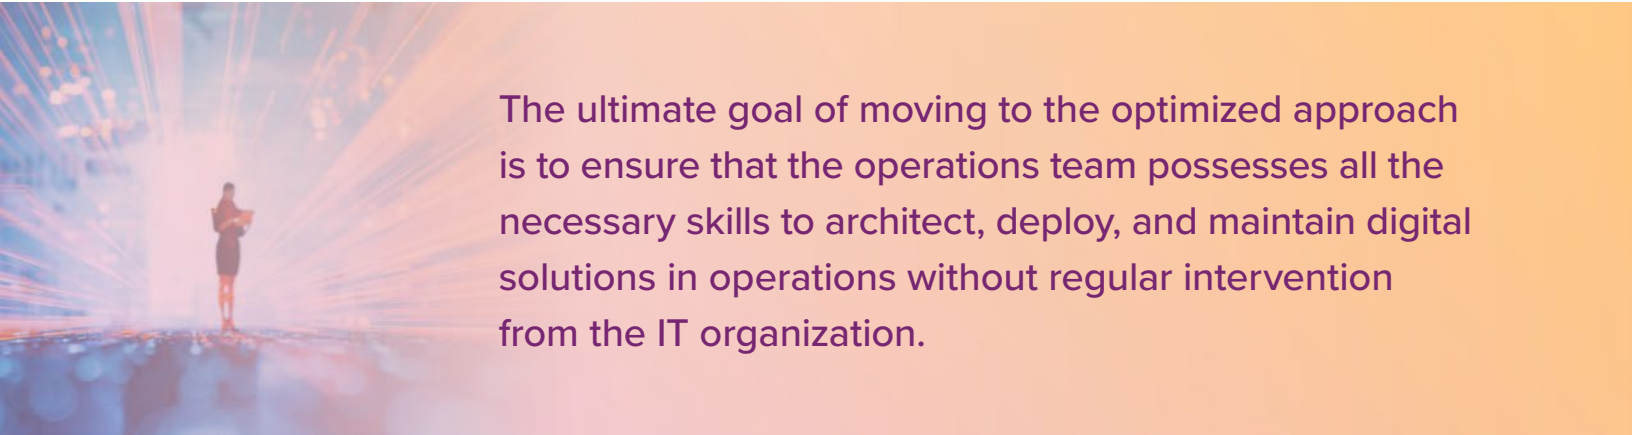 The ultimate goal of moving to the optimized approach
is to ensure that the operations team possesses all the
necessary skills to architect, deploy, and maintain digital
solutions in operations without regular intervention
from the IT organization.